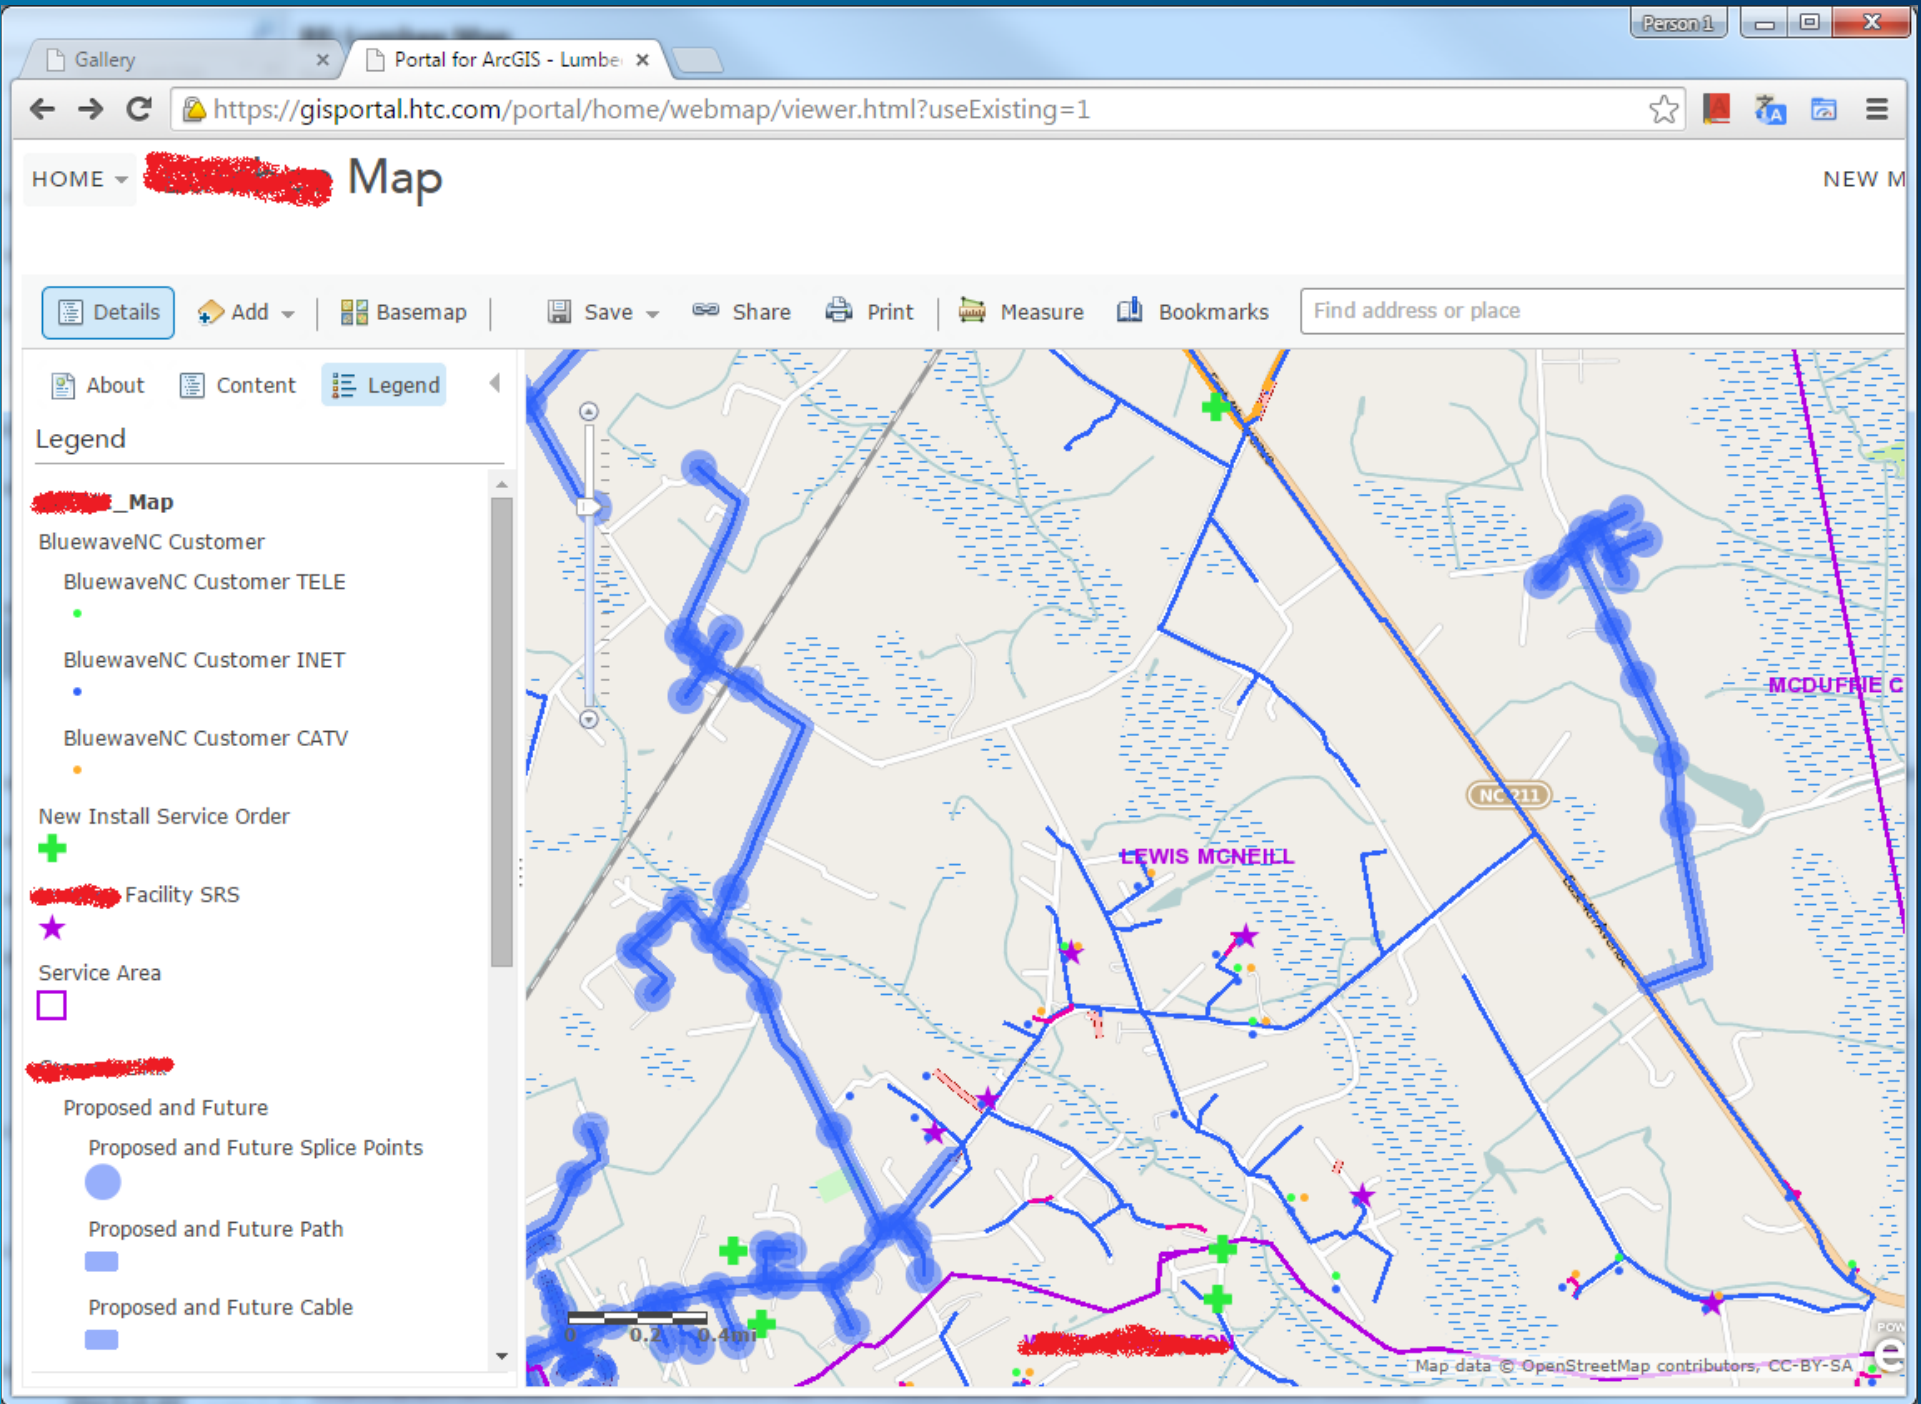 Person 1
Gallery
Portal for ArcGIS - Lumbe
https://gisportal.htc.com/portal/home/webmap/viewer.html?useExisting=1
HOME
Map
NEW M
Details
Add
Basemap
Save
Share
Print
Measure
Bookmarks
Find address or place
About
Content
Legend
Legend
_Map
BluewaveNC Customer
BluewaveNC Customer TELE
BluewaveNC Customer INET
BluewaveNC Customer CATV
New Install Service Order
Facility SRS
Service Area
Proposed and Future
Proposed and Future Splice Points
Proposed and Future Path
Proposed and Future Cable
MCDUFFIE C
NC 211
LEWIS MCNEILL
East 4th Avenue
0 0.2 0.4mi
POW
e
Map data © OpenStreetMap contributors, CC-BY-SA